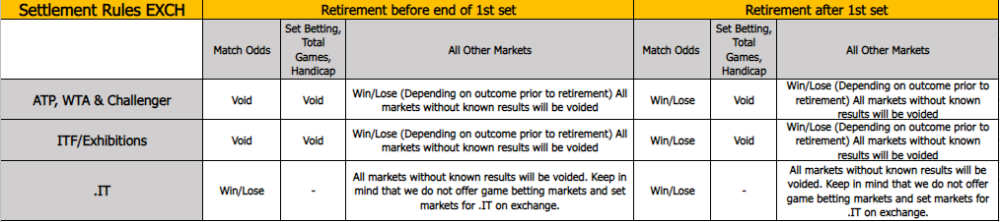 Settlement Rules EXCH
Retirement before end of 1st set
Retirement after 1st set
Match Odds
Set Betting,
Total
Games,
Handicap
All Other Markets
Match Odds
Set Betting,
Total
Games,
Handicap
All Other Markets
ATP, WTA & Challenger
Void
Void
Win/Lose (Depending on outcome prior to retirement) All
markets without known results will be voided
Win/Lose
Void
Win/Lose (Depending on outcome prior to
retirement) All markets without known
results will be voided
ITF/Exhibitions
Void
Void
Win/Lose (Depending on outcome prior to retirement) All
markets without known results will be voided
Win/Lose
Void
Win/Lose (Depending on outcome prior to
retirement) All markets without known
results will be voided
.IT
Win/Lose
-
All markets without known results will be voided. Keep in
mind that we do not offer game betting markets and set
markets for .IT on exchange.
Win/Lose
-
All markets without known results will be
voided. Keep in mind that we do not offer
game betting markets and set markets for
.IT on exchange.